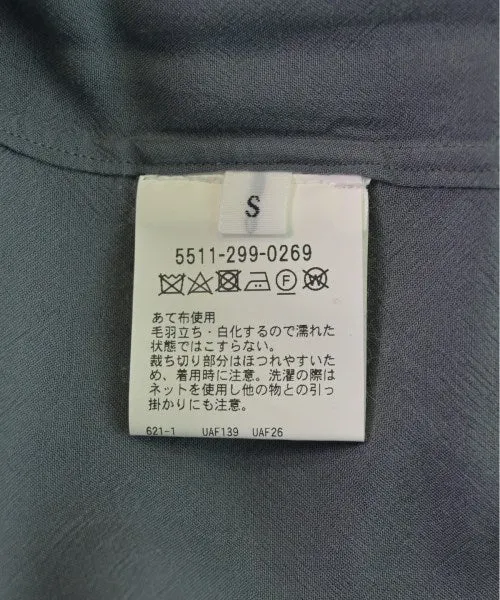 S
5511-299-0269
F W
あて布使用
毛羽立ち・白化するので濡れた
状態ではこすらない。
裁ち切り部分はほつれやすいた
め、着用時に注意。洗濯の際は
ネットを使用し他の物との引っ
掛かりにも注意。
621-1 UAF139 UAF26